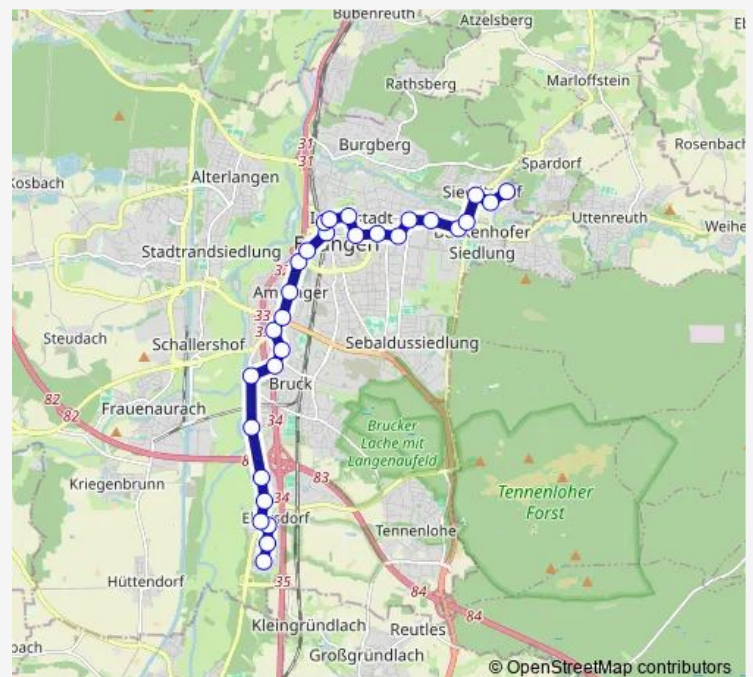 Bubenreuth
Atzelsberg
Rathsberg
Marloffstein
31
31
Burgberg
Rosenbach
Spardorf
Kosbach
Alterlangen
Uttenreuth
Weihe
Stadtrandsiedlung
Siedlung
33
Steudach
Schallershof
Sebaldussiedlung
82
82
Bruck
Frauenaurach
34
Brucker
Lache mit
Langenaufeld
83
Kriegenbrunn
34
Tennenloher
Forst
Tennenlohe
Hüttendorf
35
84
84
Kleingründlach
Reutles
Großgründlach
© OpenStreetMap contributors